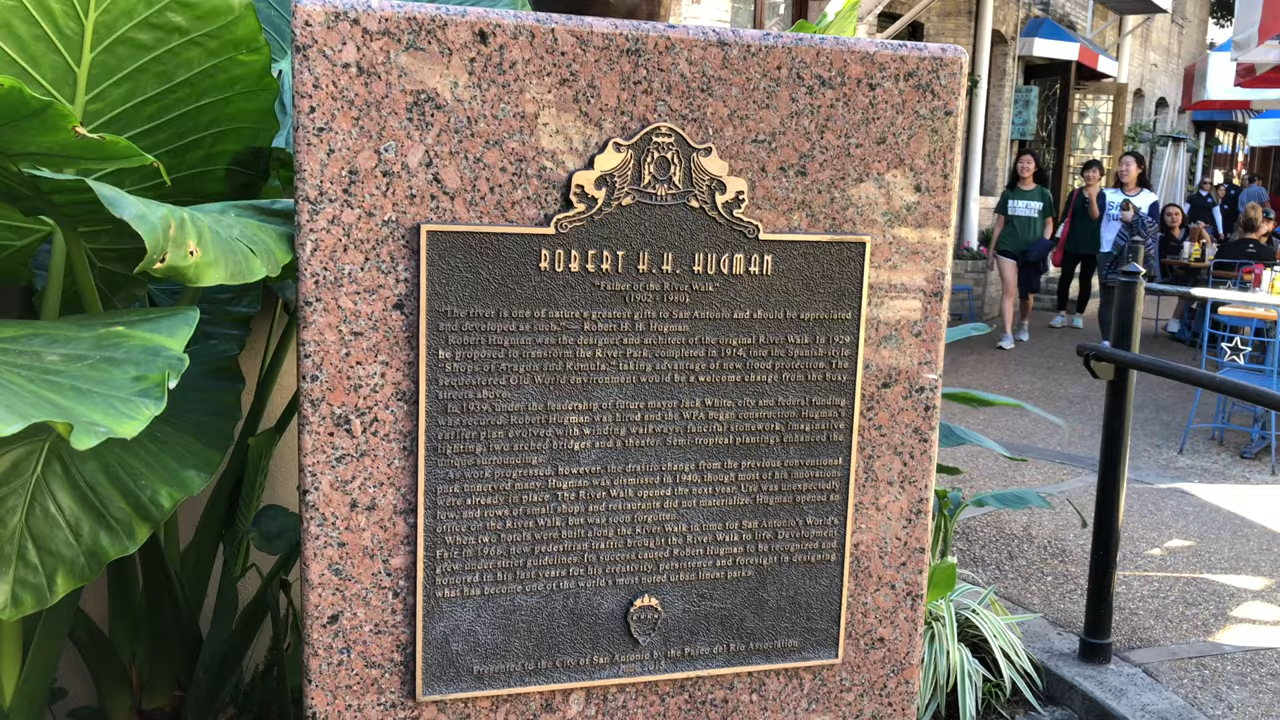 ROBERT H.H. HUGMAN
"Father of the River Walk"
(1902 - 1980)
"The river is one of nature's greatest gifts to San Antonio and should be appreciated
and developed as such." — Robert H. H. Hugman
Robert Hugman was the designer and architect of the original River Walk. In 1929
he proposed to transform the River Park, completed in 1914, into the Spanish-style
"Shops of Aragon and Romula," taking advantage of new flood protection. The
sequestered Old World environment would be a welcome change from the busy
streets above.
In 1939, under the leadership of future mayor Jack White, city and federal funding
was secured. Robert Hugman was hired and the WPA began construction. Hugman's
earlier plan evolved, with winding walkways, fanciful stonework, imaginative
lighting, two arched bridges and a theater. Semi-tropical plantings enhanced the
unique surroundings.
As work progressed, however, the drastic change from the previous conventional
park unnerved many. Hugman was dismissed in 1940, though most of his innovations
were already in place. The River Walk opened the next year. Use was unexpectedly
low, and rows of small shops and restaurants did not materialize. Hugman opened an
office on the River Walk, but was soon forgotten.
When two hotels were built along the River Walk in time for San Antonio's World's
Fair in 1968, new pedestrian traffic brought the River Walk to life. Development
grew under strict guidelines. Its success caused Robert Hugman to be recognized and
honored in his last years for his creativity, persistence and foresight in designing
what has become one of the world's most noted urban linear parks.
Presented to the City of San Antonio by the Paseo del Rio Association
2015